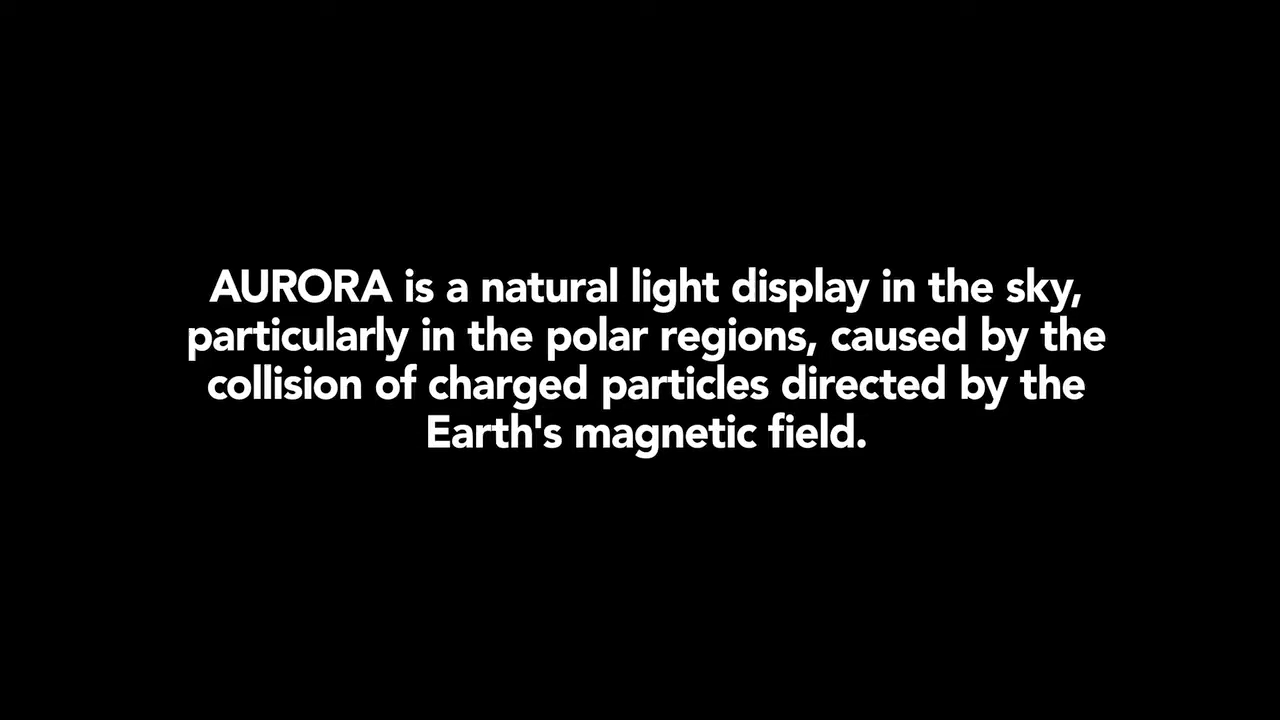 AURORA is a natural light display in the sky,
particularly in the polar regions, caused by the
collision of charged particles directed by the
Earth's magnetic field.